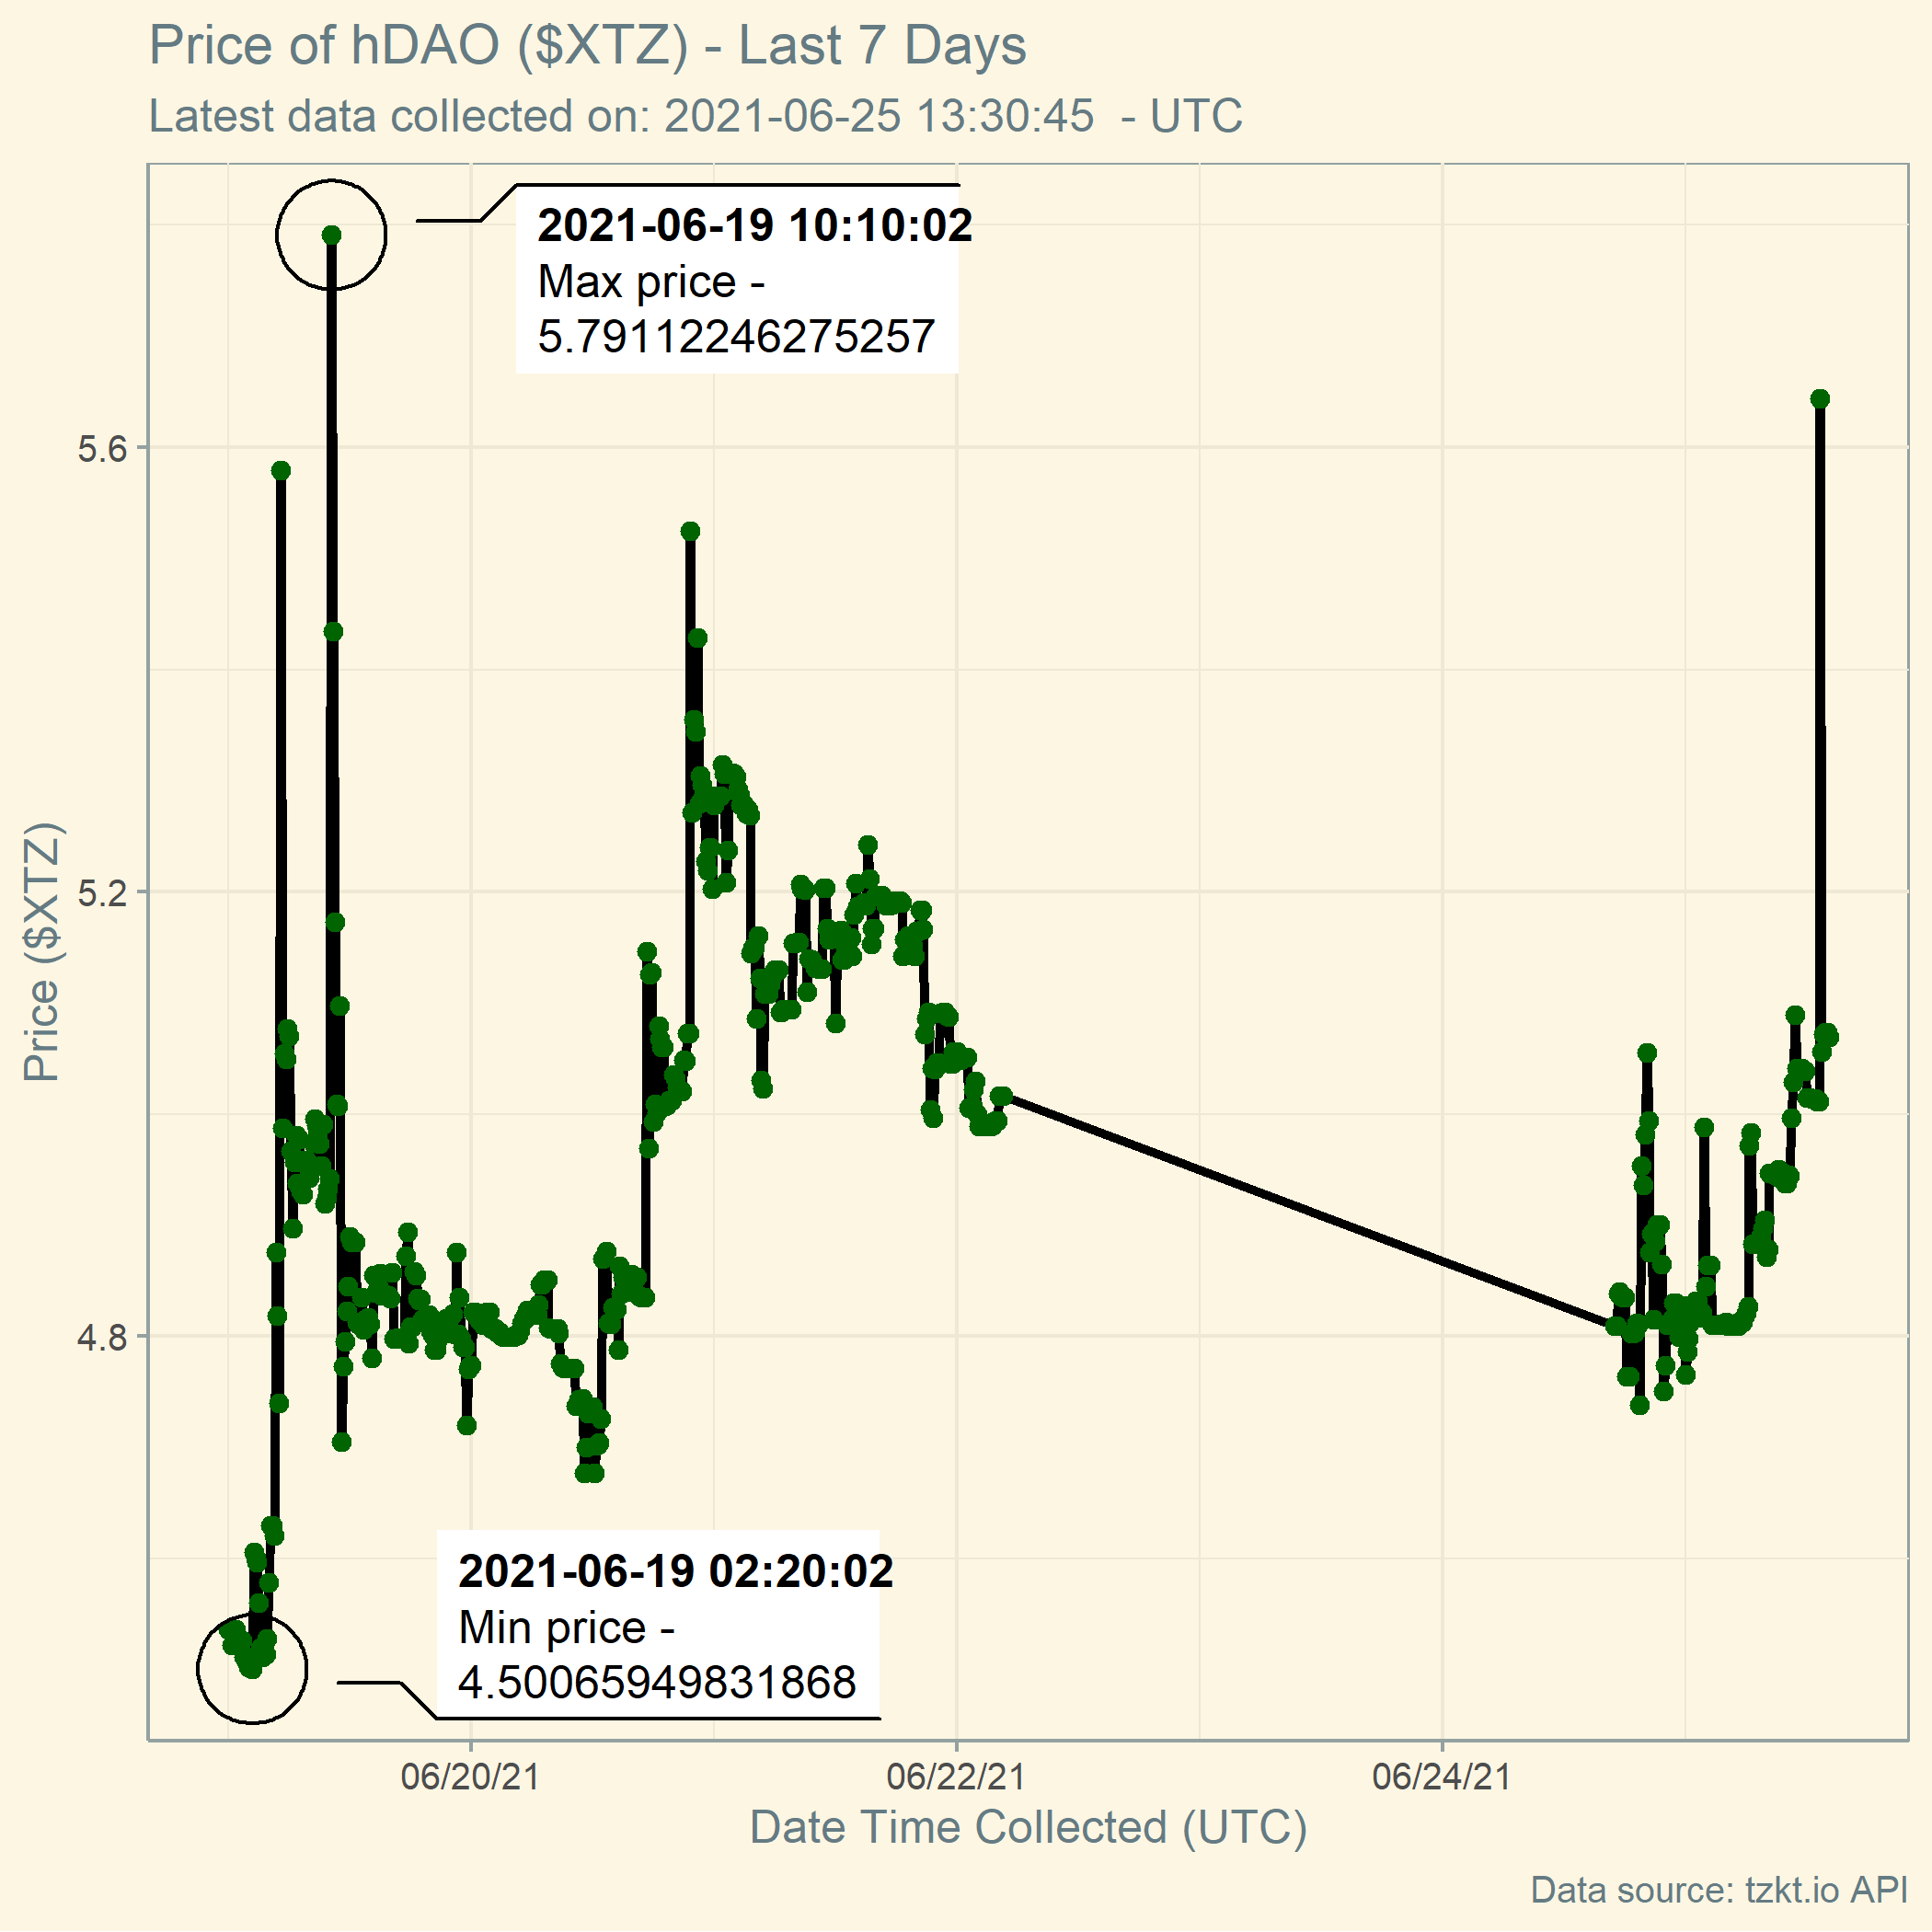 Price of hDAO ($XTZ) - Last 7 Days
Latest data collected on: 2021-06-25 13:30:45  - UTC
2021-06-19 10:10:02
Max price -
5.79112246275257
5.6
5.2
4.8
Price ($XTZ)
2021-06-19 02:20:02
Min price -
4.50065949831868
06/20/21
06/22/21
06/24/21
Date Time Collected (UTC)
Data source: tzkt.io API